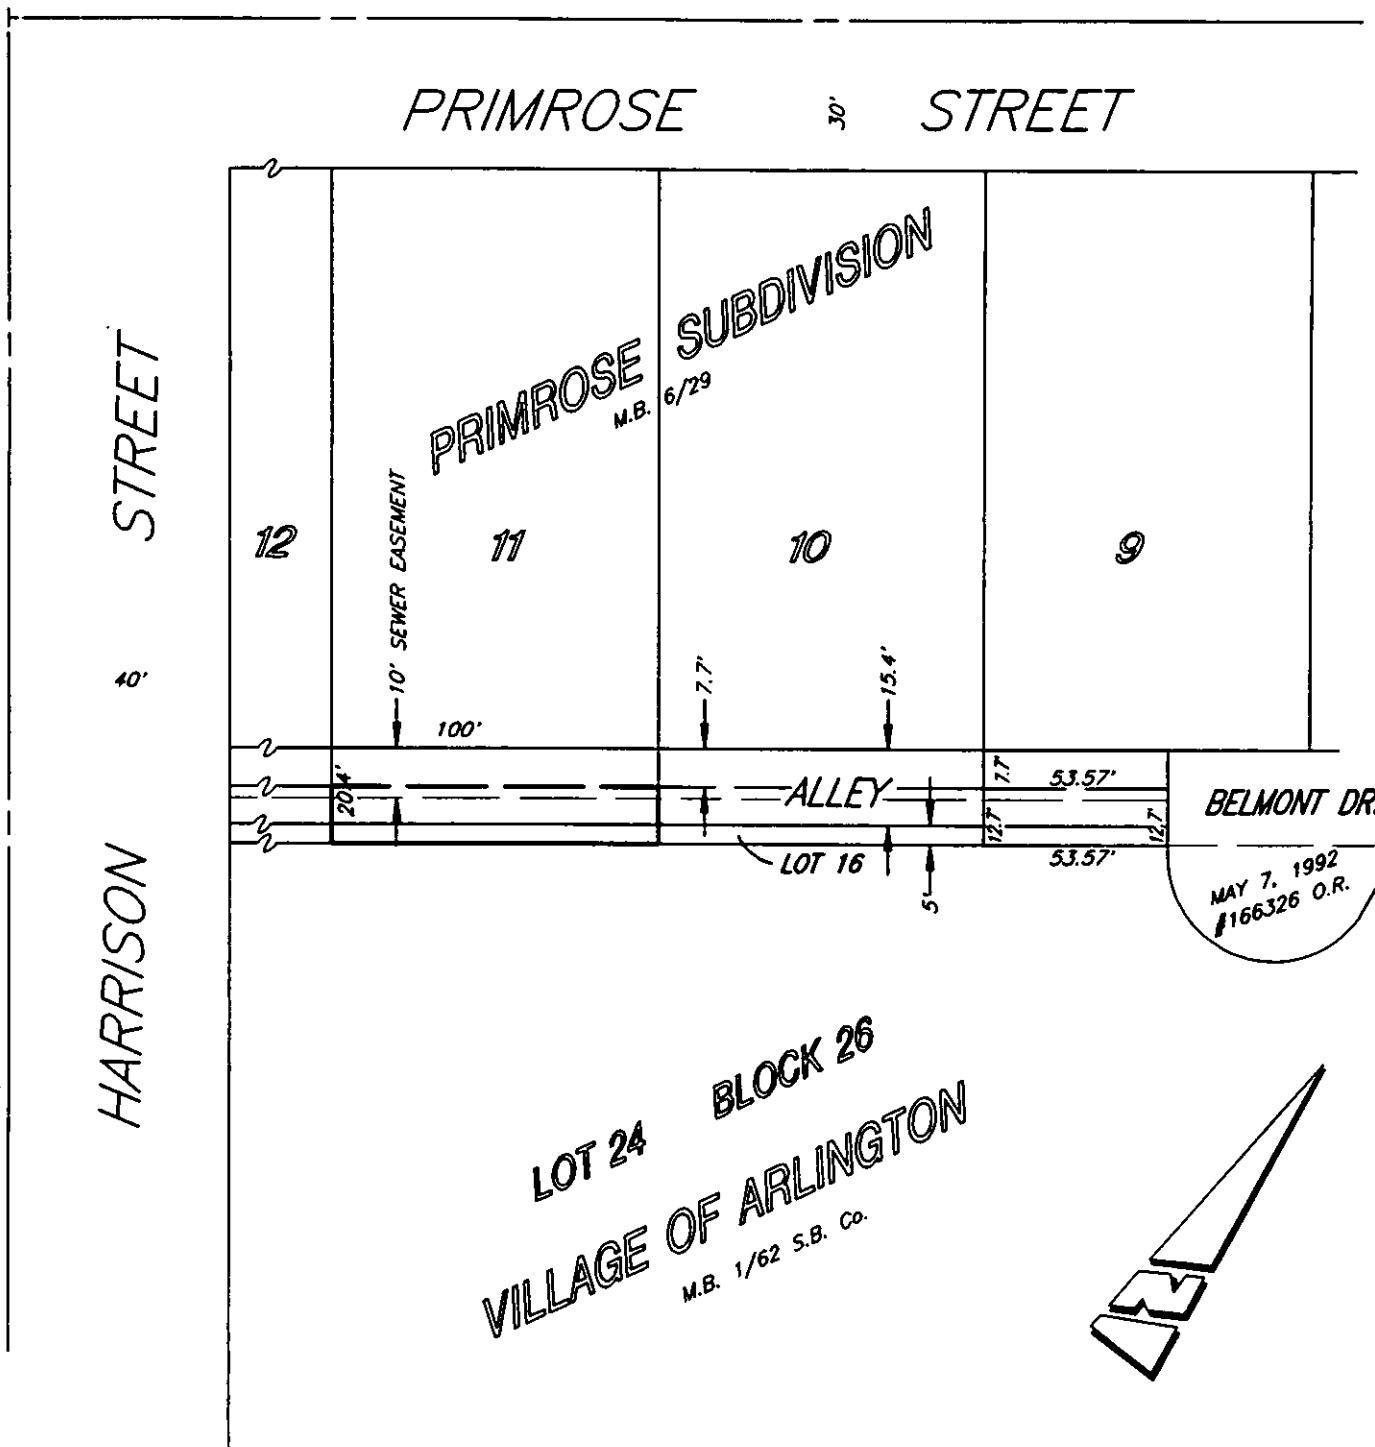 PRIMROSE 30' STREET
HARRISON 40' STREET
PRIMROSE SUBDIVISION
M.B. 6/29
12
11
10
9
10' SEWER EASEMENT
100'
7.7'
15.4'
20.4'
ALLEY
7.7'
53.57'
12.7'
12.7'
BELMONT DR.
LOT 16
5'
53.57'
MAY 7, 1992
#166326 O.R.
LOT 24 BLOCK 26
VILLAGE OF ARLINGTON
M.B. 1/62 S.B. Co.
N